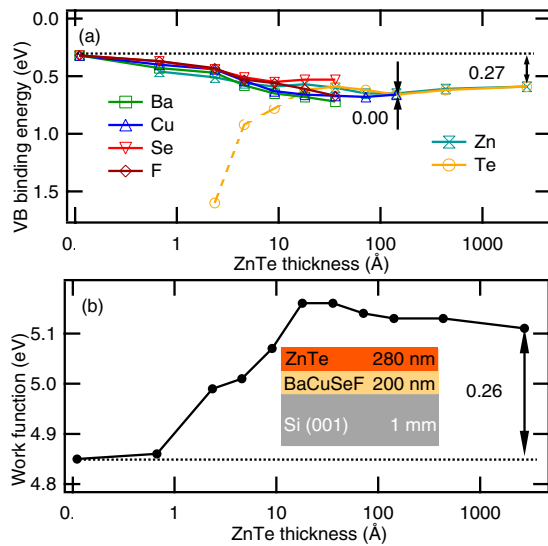 (a)
0.0
0.5
1.0
1.5
VB binding energy (eV)
0.27
0.00
Ba
Cu
Se
F
Zn
Te
0.
1
10
100
1000
ZnTe thickness (Å)
(b)
5.1
5.0
4.9
4.8
Work function (eV)
ZnTe 280 nm
BaCuSeF 200 nm
Si (001) 1 mm
0.26
0.
1
10
100
1000
ZnTe thickness (Å)